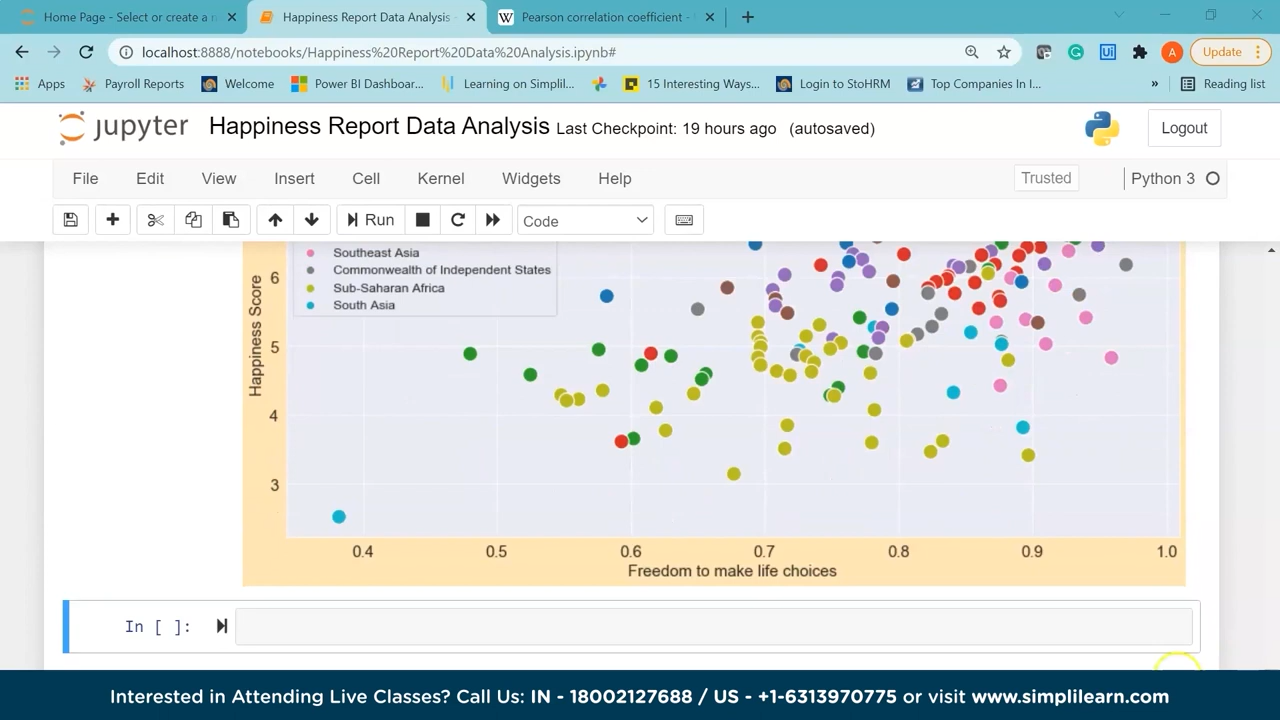 Home Page - Select or create a n
Happiness Report Data Analysis -
Pearson correlation coefficient -
localhost:8888/notebooks/Happiness%20Report%20Data%20Analysis.ipynb#
A
Update
Apps
Payroll Reports
Welcome
Power BI Dashboar...
Learning on Simplil...
15 Interesting Ways...
Login to StoHRM
Top Companies In I...
»
Reading list
jupyter
Happiness Report Data Analysis
Last Checkpoint: 19 hours ago (autosaved)
Logout
File
Edit
View
Insert
Cell
Kernel
Widgets
Help
Trusted
Python 3
Run
Code
Southeast Asia
Commonwealth of Independent States
Sub-Saharan Africa
South Asia
Happiness Score
6
5
4
3
0.4 0.5 0.6 0.7 0.8 0.9 1.0
Freedom to make life choices
In [ ]:
Interested in Attending Live Classes? Call Us: IN - 18002127688 / US - +1-6313970775 or visit www.simplilearn.com